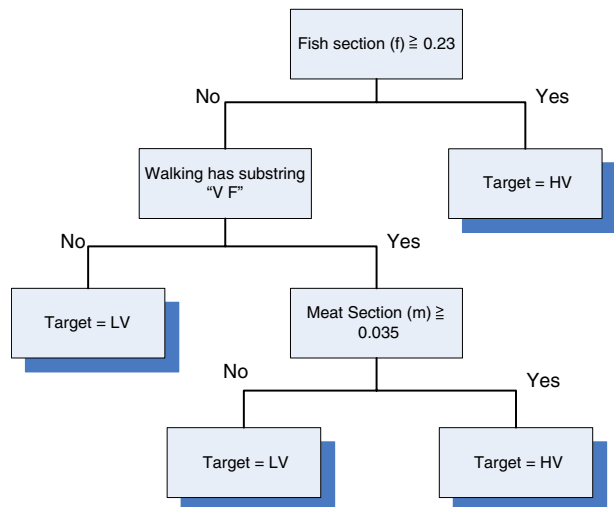 Fish section (f) ≧ 0.23
No
Yes
Walking has substring
“V F”
Target = HV
No
Yes
Target = LV
Meat Section (m) ≧
0.035
No
Yes
Target = LV
Target = HV